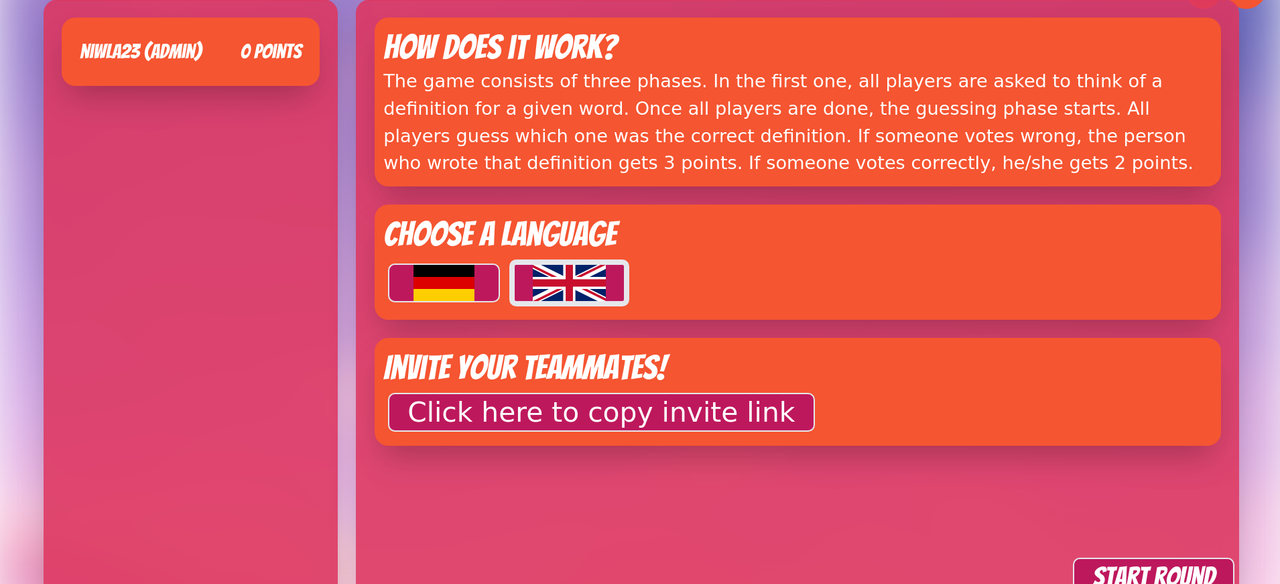 NIWLA23 (ADMIN) 0 POINTS
HOW DOES IT WORK?
The game consists of three phases. In the first one, all players are asked to think of a
definition for a given word. Once all players are done, the guessing phase starts. All
players guess which one was the correct definition. If someone votes wrong, the person
who wrote that definition gets 3 points. If someone votes correctly, he/she gets 2 points.
CHOOSE A LANGUAGE
INVITE YOUR TEAMMATES!
Click here to copy invite link
START ROUND